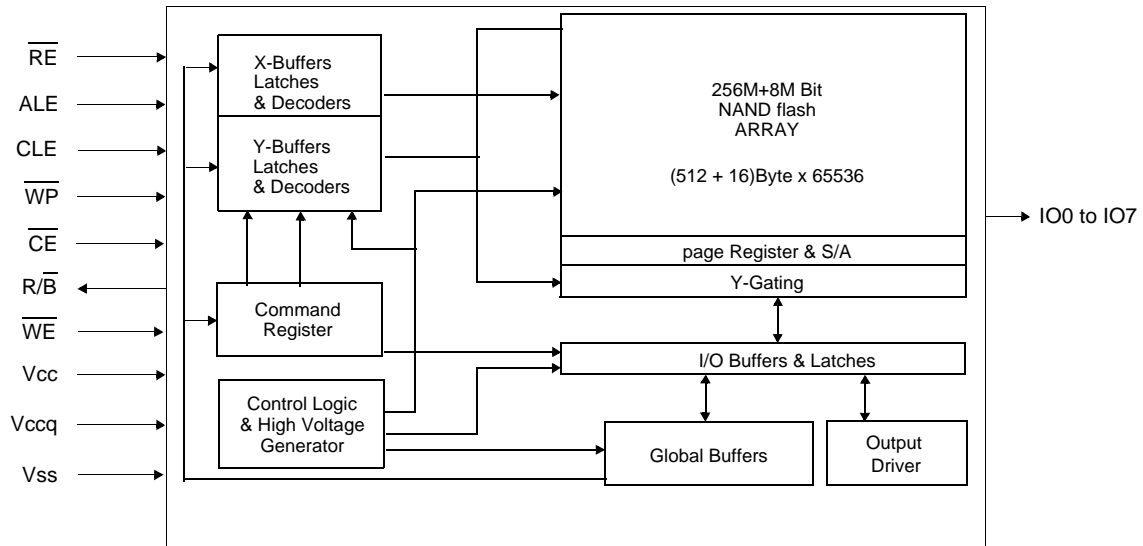 RE
ALE
CLE
WP
CE
R/B
WE
Vcc
Vccq
Vss
X-Buffers
Latches
& Decoders
Y-Buffers
Latches
& Decoders
Command
Register
Control Logic
& High Voltage
Generator
256M+8M Bit
NAND flash
ARRAY
(512 + 16)Byte x 65536
page Register & S/A
Y-Gating
I/O Buffers & Latches
Global Buffers
Output
Driver
IO0 to IO7